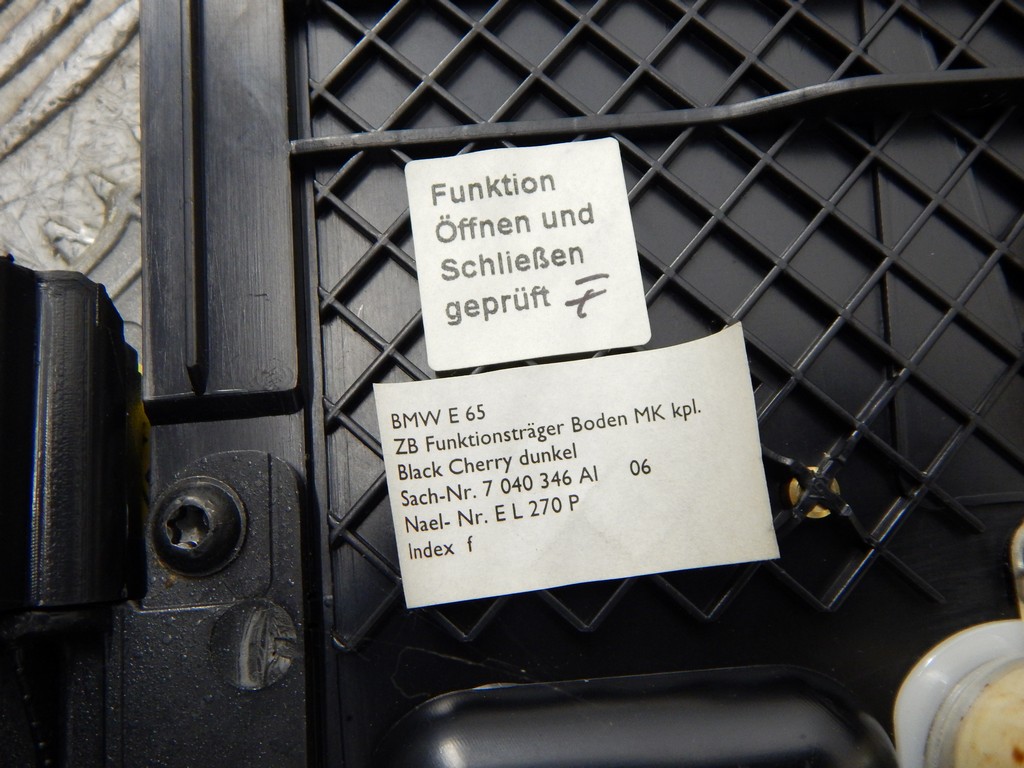 Funktion
Öffnen und
Schließen
geprüft
BMW E 65
ZB Funktionsträger Boden MK kpl.
Black Cherry dunkel
Sach-Nr. 7 040 346 AI 06
Nael- Nr. E L 270 P
Index f